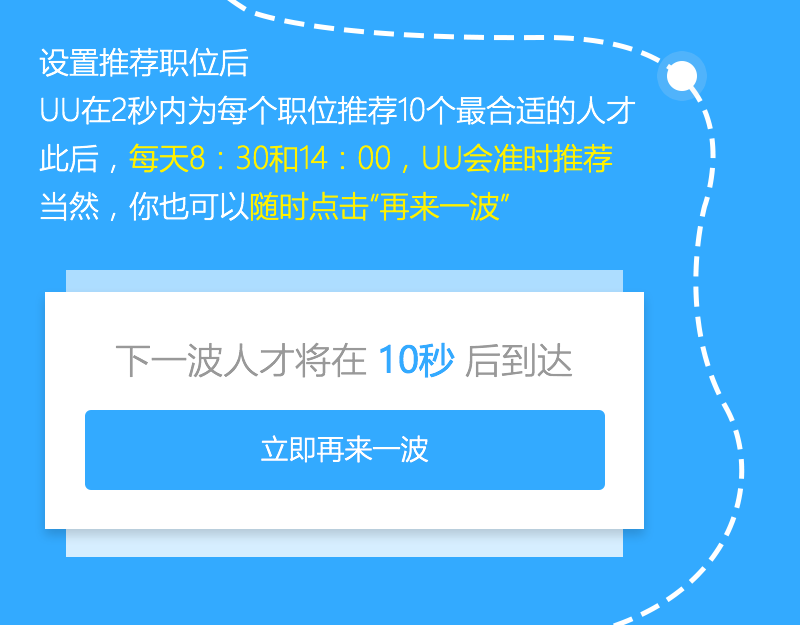 设置推荐职位后
UU在2秒内为每个职位推荐10个最合适的人才
此后，每天8：30和14：00，UU会准时推荐
当然，你也可以随时点击“再来一波”
下一波人才将在 10秒 后到达
立即再来一波